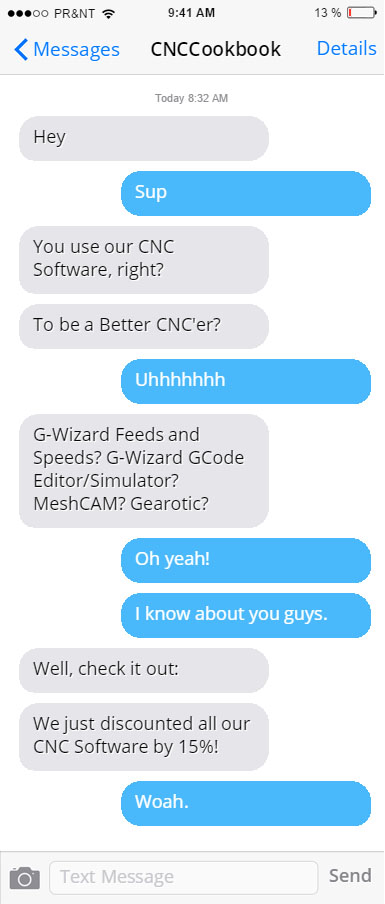 PR&NT 9:41 AM 13 %
Messages CNCCookbook Details
Today 8:32 AM
Hey
Sup
You use our CNC
Software, right?
To be a Better CNC'er?
Uhhhhhhh
G-Wizard Feeds and
Speeds? G-Wizard GCode
Editor/Simulator?
MeshCAM? Gearotic?
Oh yeah!
I know about you guys.
Well, check it out:
We just discounted all our
CNC Software by 15%!
Woah.
Text Message Send